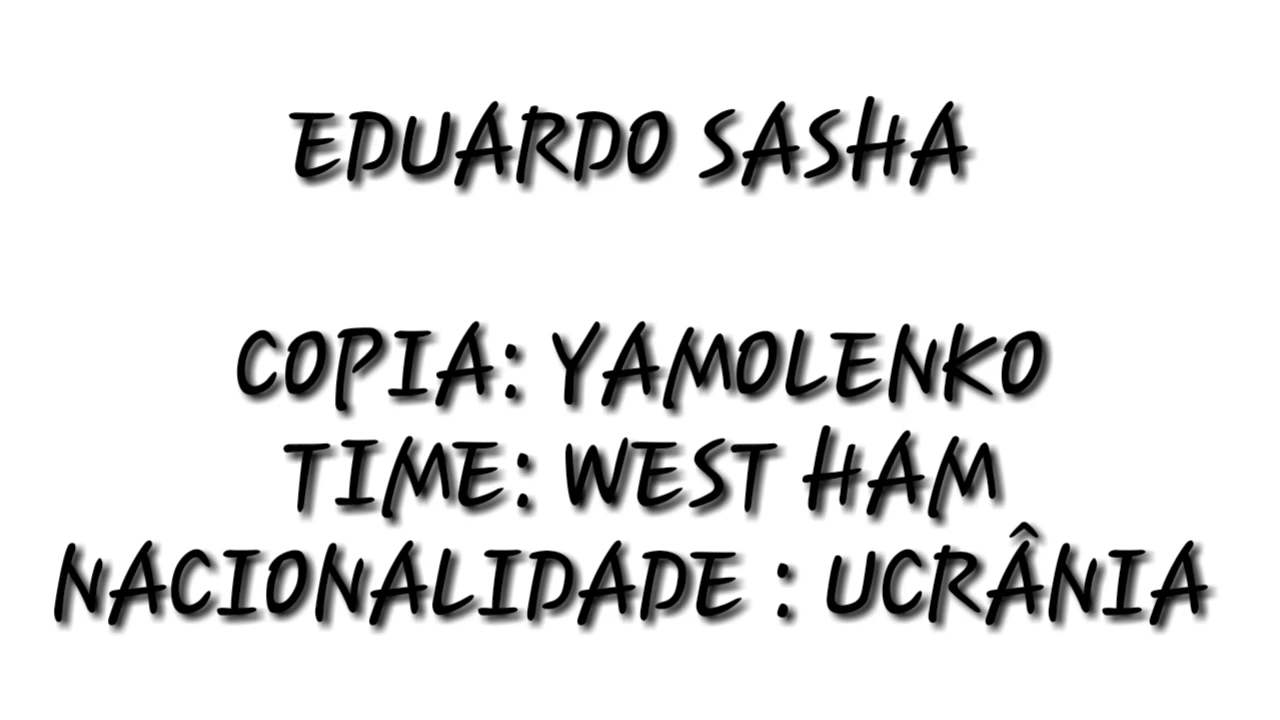 EDUARDO SASHA
COPIA: YAMOLENKO
TIME: WEST HAM
NACIONALIDADE : UCRÂNIA